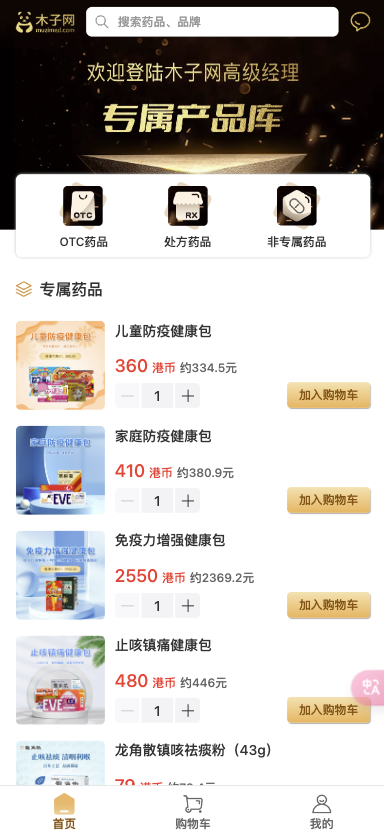 木子网
muzimed.com
搜索药品、品牌
欢迎登陆木子网高级经理
专属产品库
OTC
RX
OTC药品
处方药品
非专属药品
专属药品
儿童防疫健康包
儿童防疫健康包
360 港币 约334.5元
1
加入购物车
家庭防疫健康包
家庭防疫健康包
EVE
410 港币 约380.9元
1
加入购物车
免疫力增强健康包
免疫力增强健康包
2550 港币 约2369.2元
1
加入购物车
止咳镇痛健康包
止咳镇痛健康包
EVE
480 港币 约446元
1
加入购物车
中A
龙角散镇咳祛痰粉（43g）
止咳祛痰 清咽利喉
首页
购物车
我的